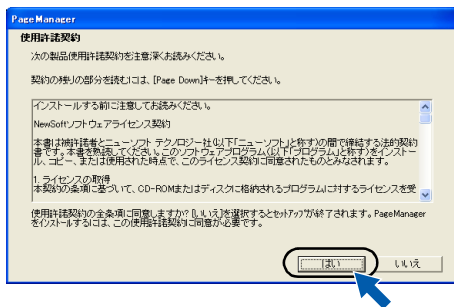 PageManager
使用許諾契約
次の製品使用許諾契約を注意深くお読みください。
契約の残りの部分を読むには、[Page Down]キーを押してください。
インストールする前に注意してお読みください。
NewSoftソフトウェアライセンス契約
本書は被許諾者とニューソフト テクノロジー社(以下「ニューソフト」と称す)の間で締結する法的契約
書です。本書を熟読してください。このソフトウェアプログラム(以下「プログラム」と称す)をインストー
ル、コピー、または使用された時点で、このライセンス契約に同意されたものとみなされます。
1. ライセンスの取得
本契約の条項に基づいて、CD-ROMまたはディスクに格納されるプログラムに対するライセンスを受
使用許諾契約の全条項に同意しますか? [いいえ]を選択するとセットアップが終了されます。PageManager
をインストールするには、この使用許諾契約に同意が必要です。
はい
いいえ